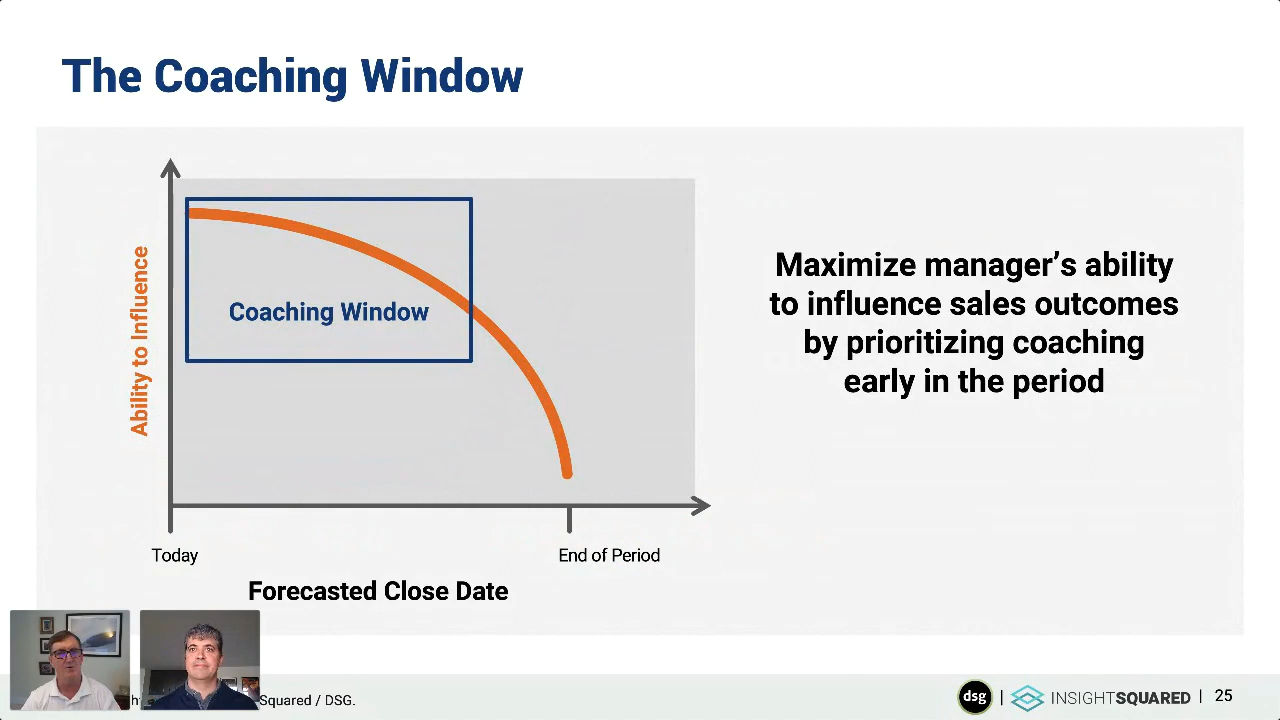 The Coaching Window
Ability to Influence
Coaching Window
Maximize manager's ability
to influence sales outcomes
by prioritizing coaching
early in the period
Today
End of Period
Forecasted Close Date
Squared / DSG.
dsg | INSIGHTSQUARED | 25